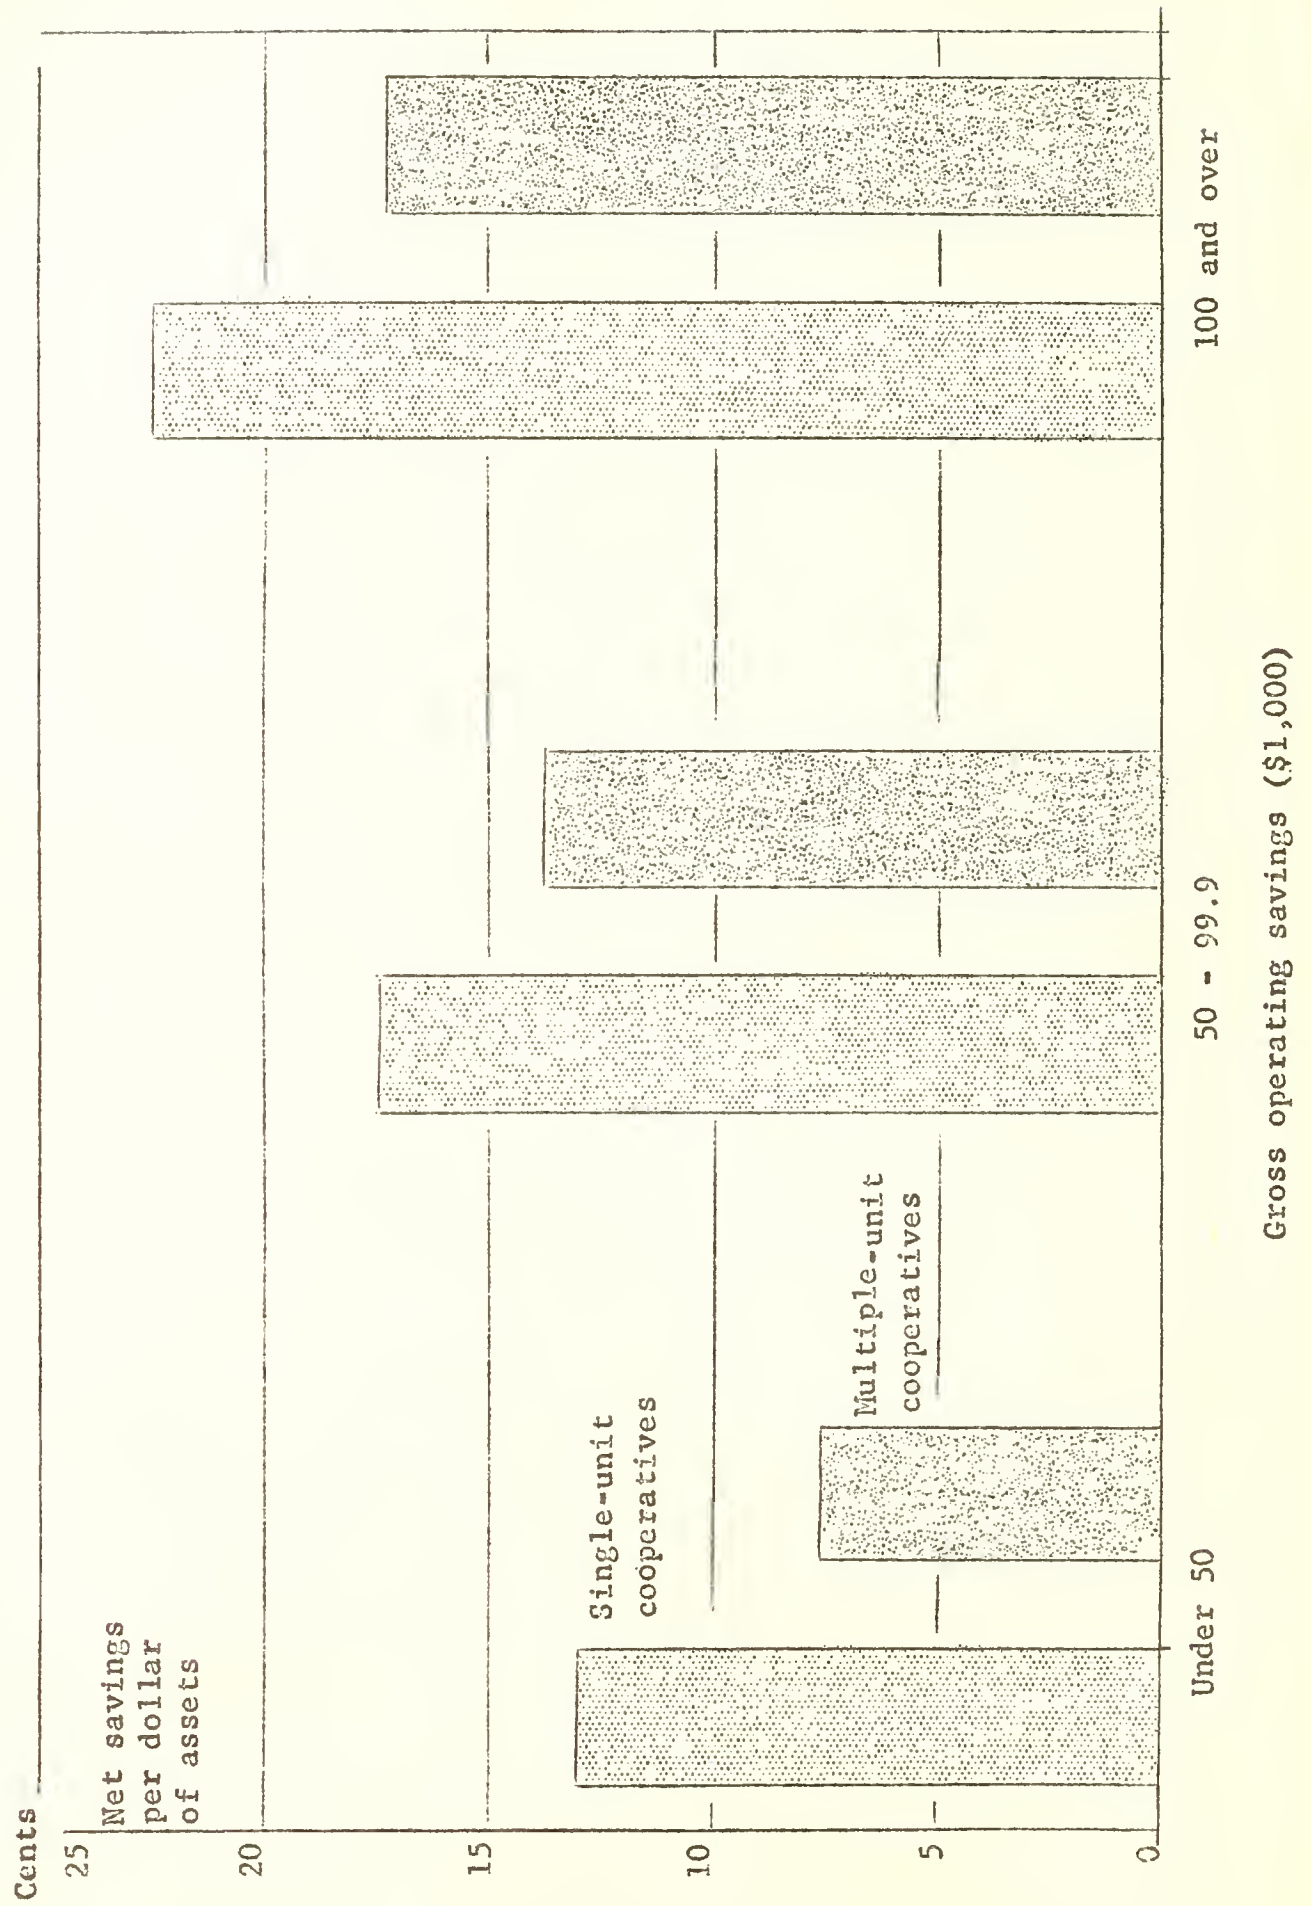 Cents
25
Net savings
per dollar
of assets
20
15
10
5
0
Single-unit
cooperatives
Multiple-unit
cooperatives
Under 50
50 - 99.9
100 and over
Gross operating savings ($1,000)